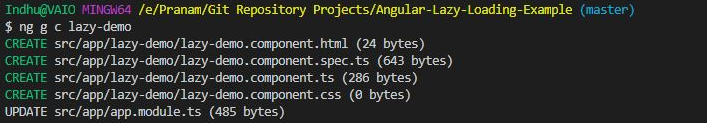 Indhu@VAIO MINGW64 /e/Pranam/Git Repository Projects/Angular-Lazy-Loading-Example (master)
$ ng g c lazy-demo
CREATE src/app/lazy-demo/lazy-demo.component.html (24 bytes)
CREATE src/app/lazy-demo/lazy-demo.component.spec.ts (643 bytes)
CREATE src/app/lazy-demo/lazy-demo.component.ts (286 bytes)
CREATE src/app/lazy-demo/lazy-demo.component.css (0 bytes)
UPDATE src/app/app.module.ts (485 bytes)